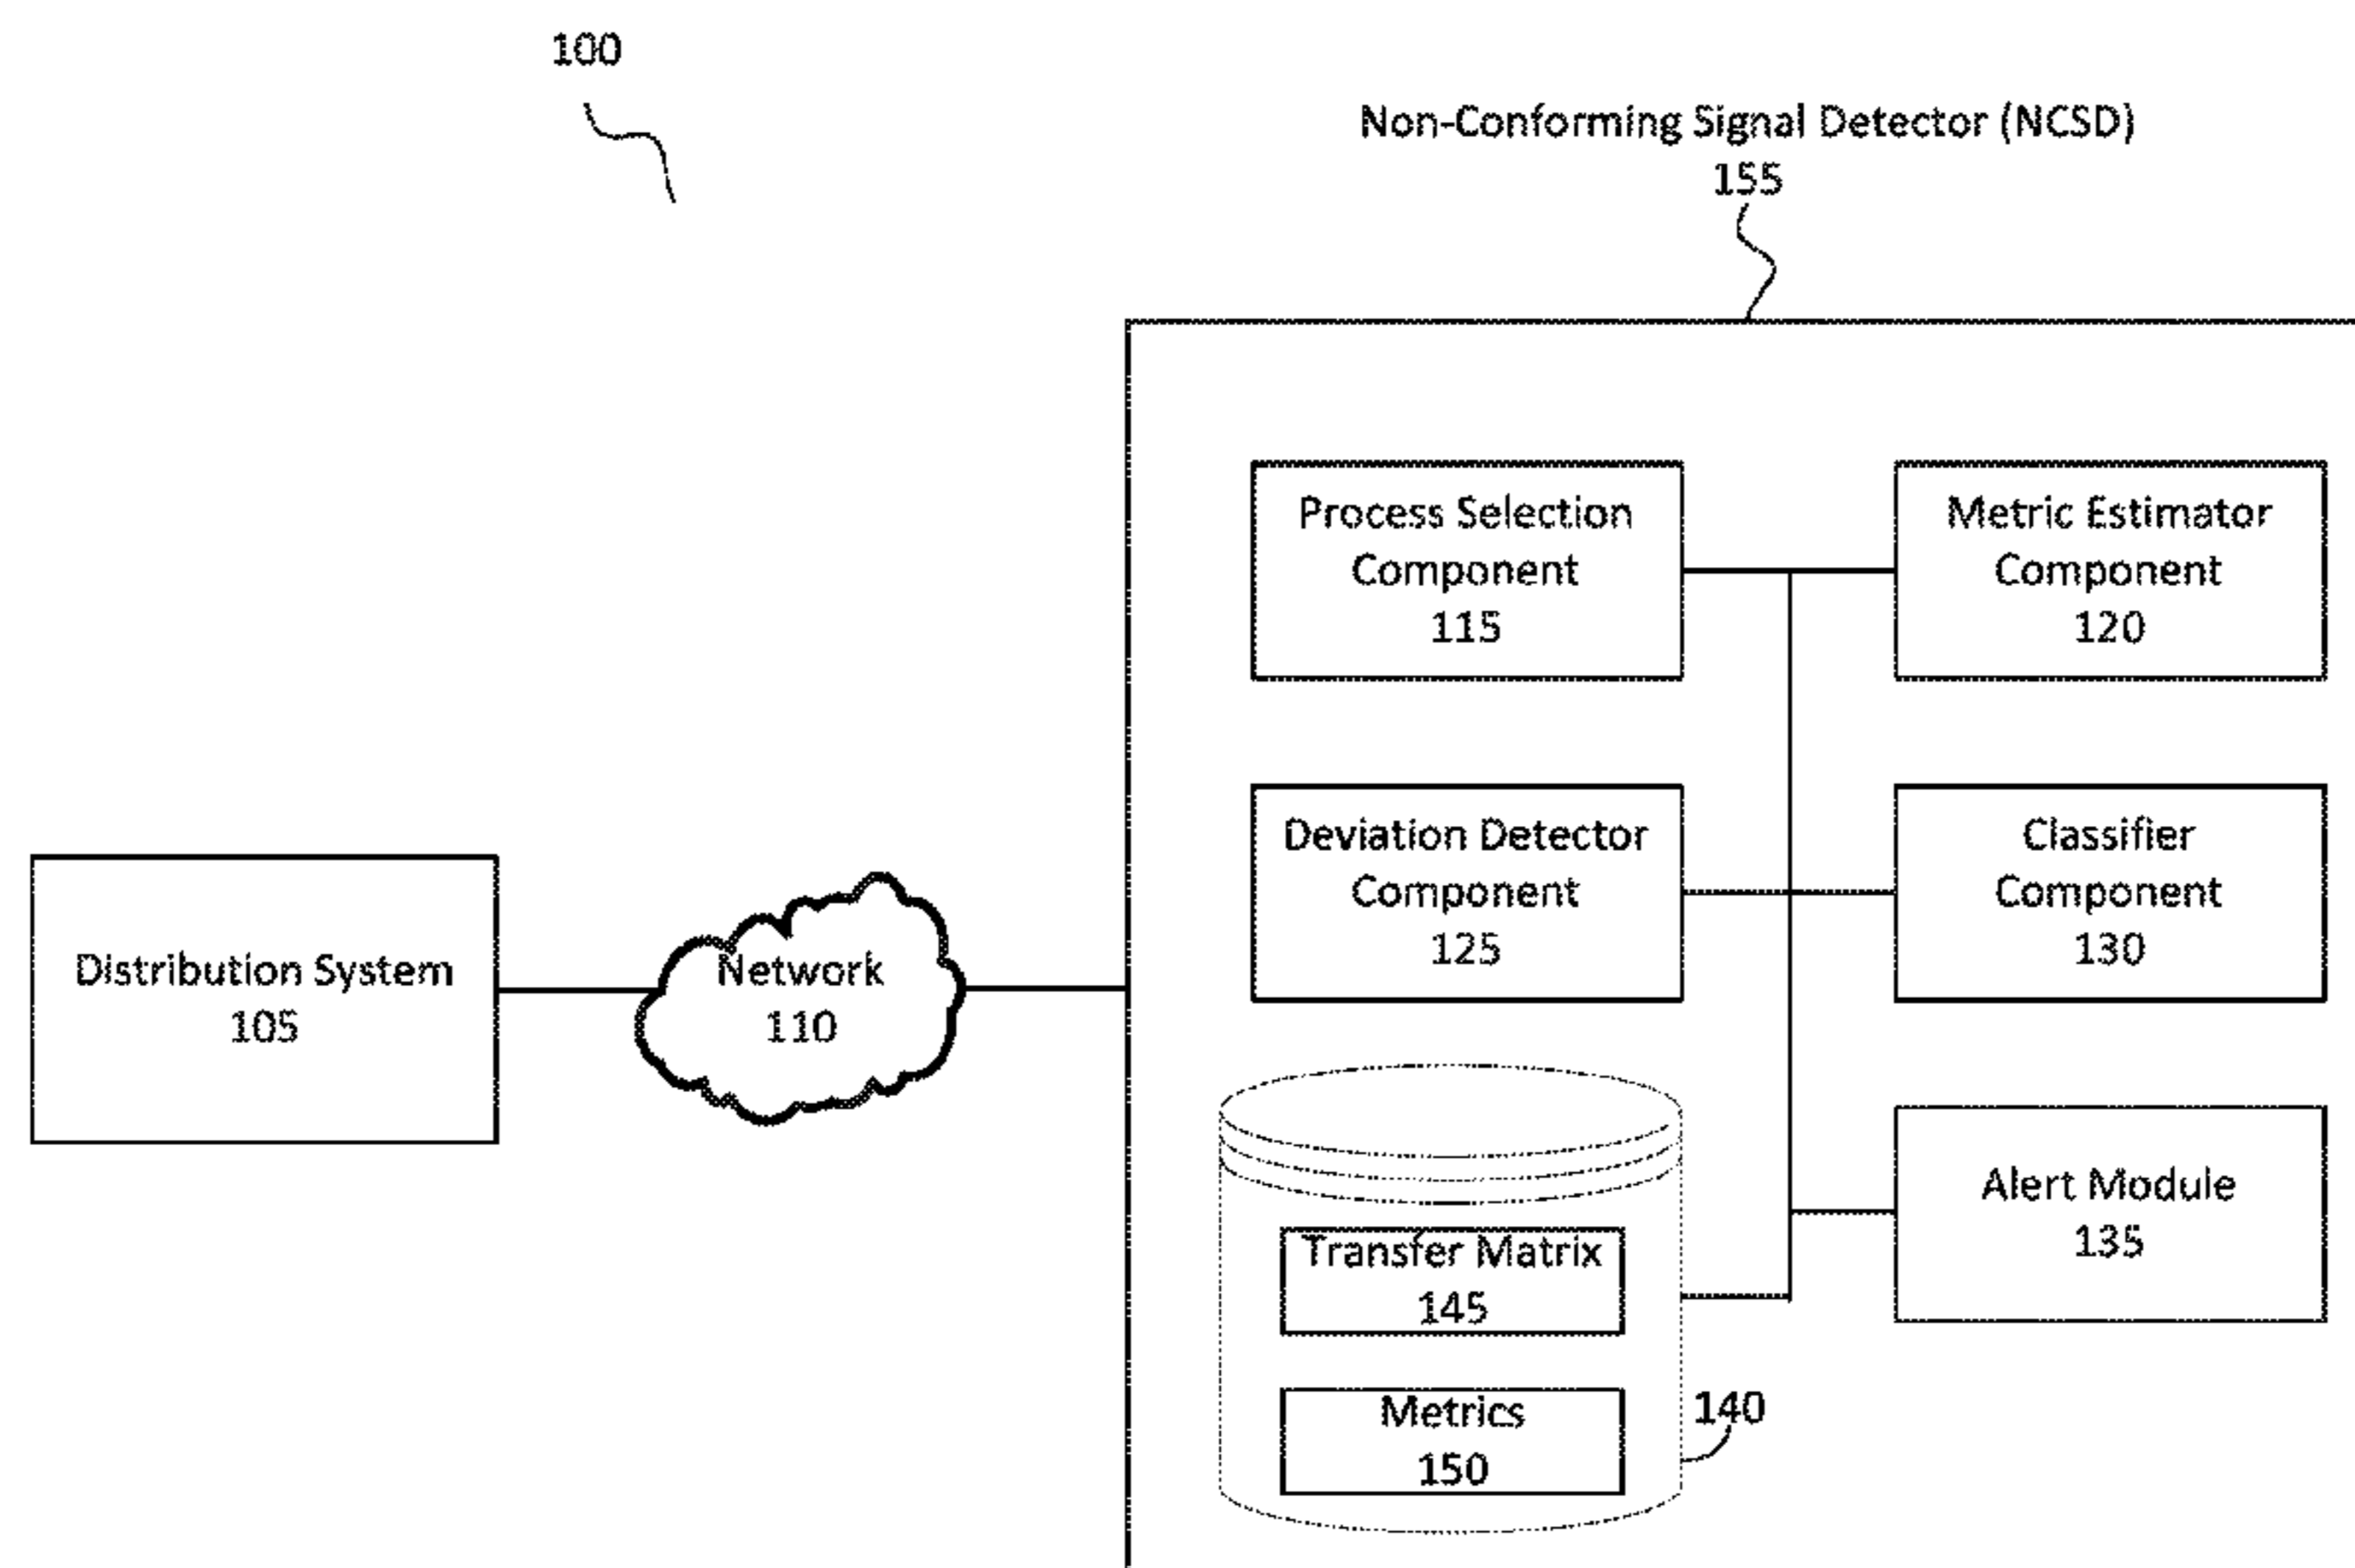 100
Non-Conforming Signal Detector (NCSD)
155
Process Selection
Component
115
Metric Estimator
Component
120
Deviation Detector
Component
125
Classifier
Component
130
Distribution System
105
Network
110
Alert Module
135
Transfer Matrix
145
Metrics
150
140